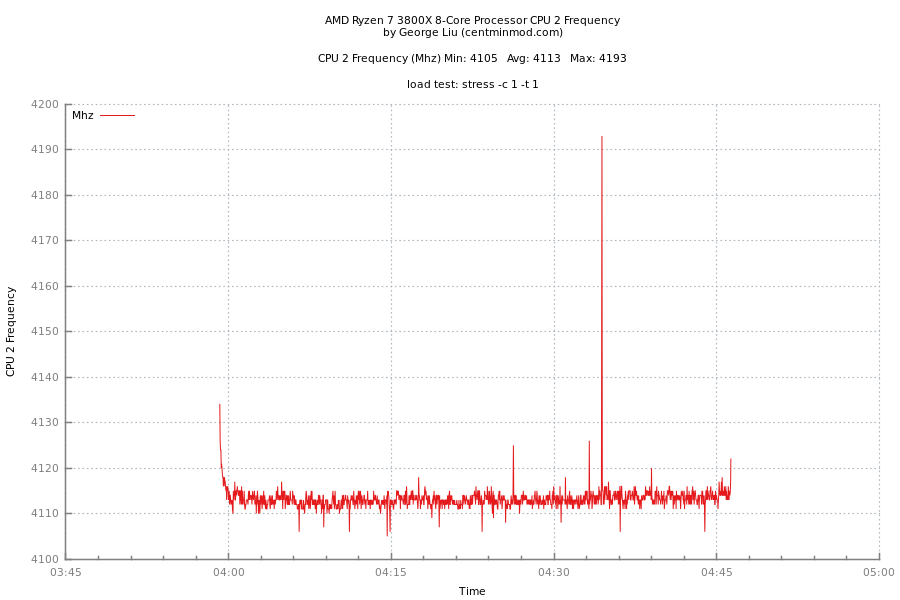 AMD Ryzen 7 3800X 8-Core Processor CPU 2 Frequency
by George Liu (centminmod.com)
CPU 2 Frequency (Mhz) Min: 4105 Avg: 4113 Max: 4193
load test: stress -c 1 -t 1
Mhz
4200
4190
4180
4170
4160
4150
4140
4130
4120
4110
4100
CPU 2 Frequency
03:45 04:00 04:15 04:30 04:45 05:00
Time